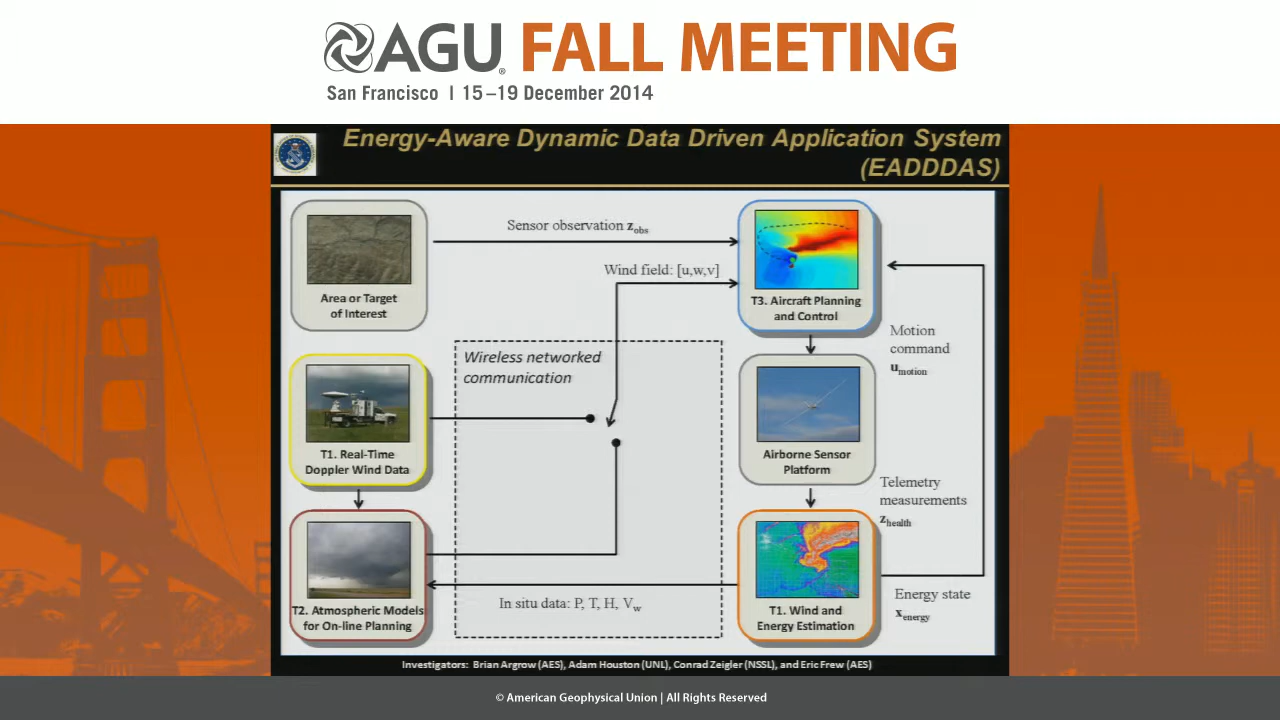 AGU FALL MEETING
San Francisco | 15–19 December 2014
Energy-Aware Dynamic Data Driven Application System
(EADDDAS)
Sensor observation zobs
Wind field: [u,w,v]
Area or Target
of Interest
T3. Aircraft Planning
and Control
Wireless networked
communication
Motion
command
umotion
T1. Real-Time
Doppler Wind Data
Airborne Sensor
Platform
Telemetry
measurements
zhealth
T2. Atmospheric Models
for On-line Planning
In situ data: P, T, H, Vw
T1. Wind and
Energy Estimation
Energy state
xenergy
Investigators: Brian Argrow (AES), Adam Houston (UNL), Conrad Zeigler (NSSL), and Eric Frew (AES)
© American Geophysical Union | All Rights Reserved